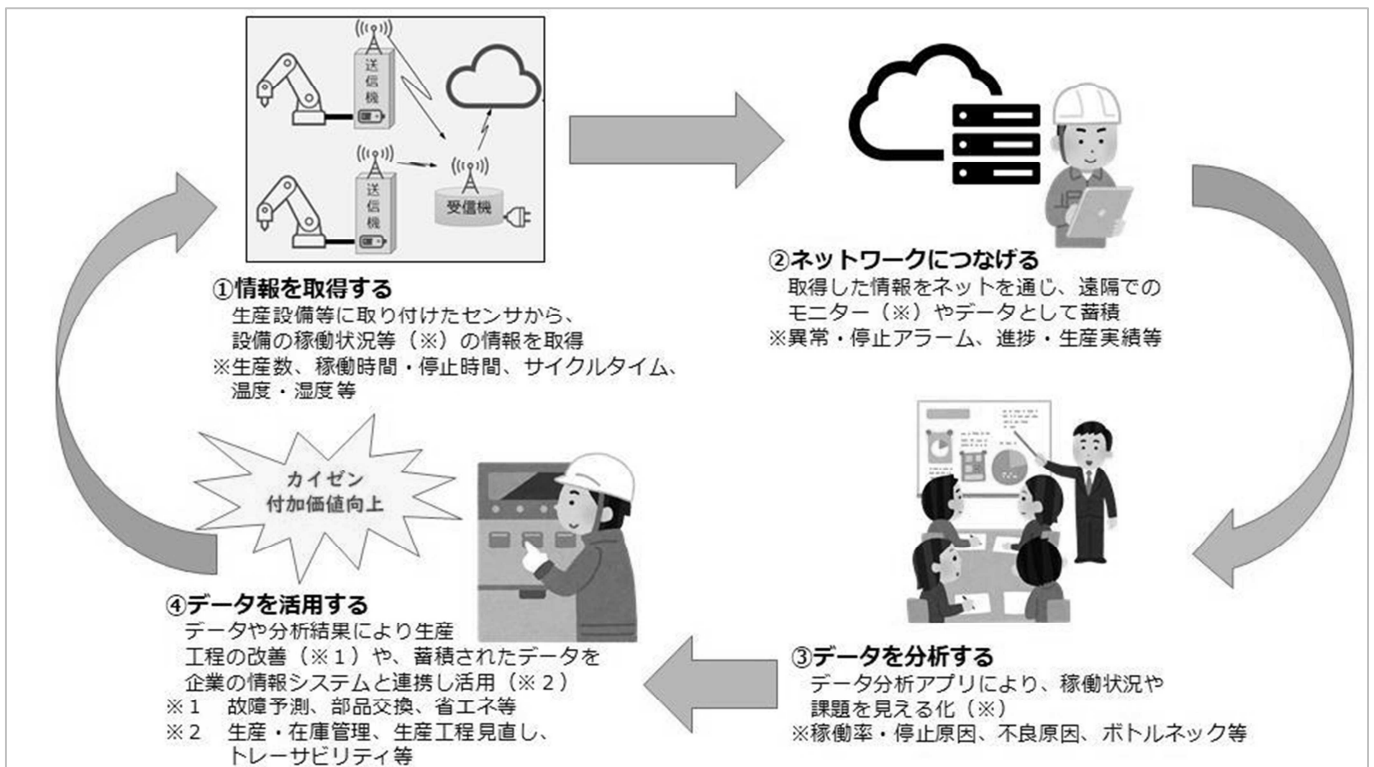 送信機
送信機
受信機
①情報を取得する
生産設備等に取り付けたセンサから、
設備の稼働状況等（※）の情報を取得
※生産数、稼働時間・停止時間、サイクルタイム、
温度・湿度等
②ネットワークにつなげる
取得した情報をネットを通じ、遠隔での
モニター（※）やデータとして蓄積
※異常・停止アラーム、進捗・生産実績等
③データを分析する
データ分析アプリにより、稼働状況や
課題を見える化（※）
※稼働率・停止原因、不良原因、ボトルネック等
カイゼン
付加価値向上
④データを活用する
データや分析結果により生産
工程の改善（※１）や、蓄積されたデータを
企業の情報システムと連携し活用（※２）
※１　故障予測、部品交換、省エネ等
※２　生産・在庫管理、生産工程見直し、
トレーサビリティ等